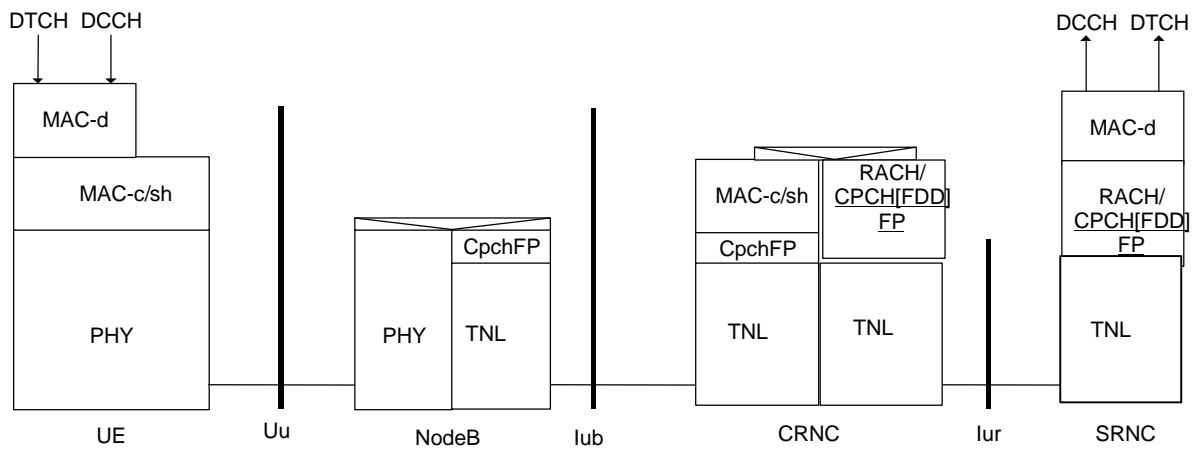 DTCH DCCH
DCCH DTCH
MAC-d
MAC-d
MAC-c/sh
MAC-c/sh
RACH/
CPCH[FDD]
FP
RACH/
CPCH[FDD]
FP
CpchFP
CpchFP
PHY
PHY
TNL
TNL
TNL
TNL
UE
Uu
NodeB
Iub
CRNC
Iur
SRNC